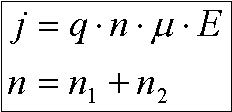 j = q · n · μ · E
n = n₁ + n₂